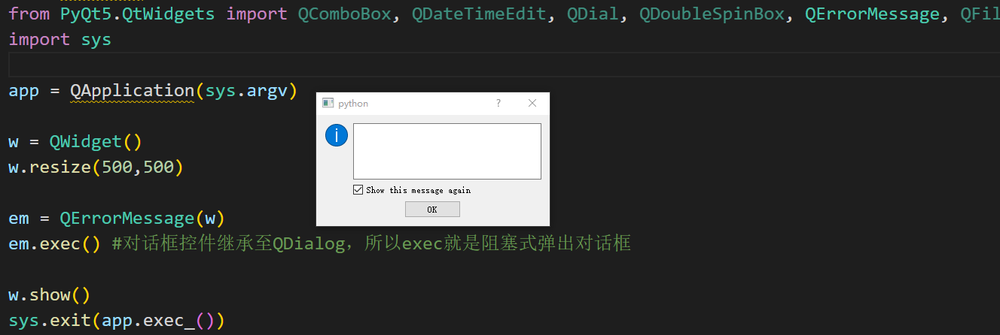 from PyQt5.QtWidgets import QComboBox, QDateTimeEdit, QDial, QDoubleSpinBox, QErrorMessage, QFil
import sys
app = QApplication(sys.argv)
python
?
w = QWidget()
w.resize(500,500)
Show this message again
OK
em = QErrorMessage(w)
em.exec() #对话框控件继承至QDialog，所以exec就是阻塞式弹出对话框
w.show()
sys.exit(app.exec_())